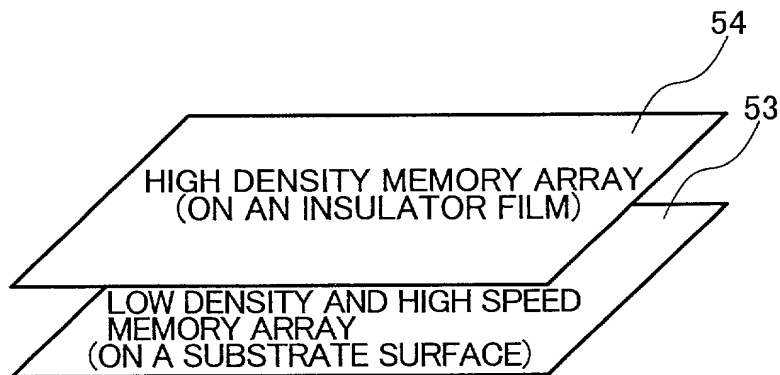 54
53
HIGH DENSITY MEMORY ARRAY
(ON AN INSULATOR FILM)
LOW DENSITY AND HIGH SPEED
MEMORY ARRAY
(ON A SUBSTRATE SURFACE)